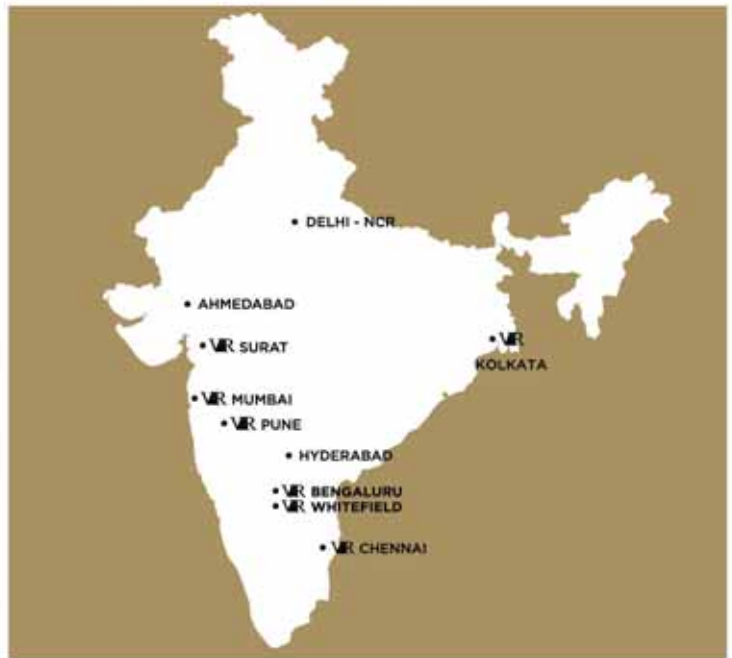 DELHI - NCR
AHMEDABAD
VR SURAT
VR
KOLKATA
VR MUMBAI
VR PUNE
HYDERABAD
VR BENGALURU
VR WHITEFIELD
VR CHENNAI